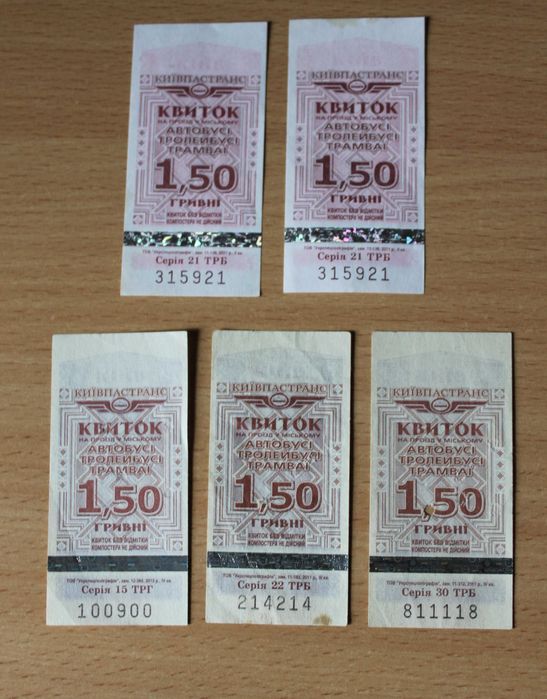 КИЇВПАСТРАНС
КВИТОК
НА ПРОЇЗД У МІСЬКОМУ
АВТОБУСІ
ТРОЛЕЙБУСІ
ТРАМВАЇ
1,50
ГРИВНІ
КВИТОК БЕЗ ВІДМІТКИ
КОМПОСТЕРА НЕ ДІЙСНИЙ
Серія 21 ТРБ
315921
КИЇВПАСТРАНС
КВИТОК
НА ПРОЇЗД У МІСЬКОМУ
АВТОБУСІ
ТРОЛЕЙБУСІ
ТРАМВАЇ
1,50
ГРИВНІ
КВИТОК БЕЗ ВІДМІТКИ
КОМПОСТЕРА НЕ ДІЙСНИЙ
Серія 21 ТРБ
315921
КИЇВПАСТРАНС
КВИТОК
НА ПРОЇЗД У МІСЬКОМУ
АВТОБУСІ
ТРОЛЕЙБУСІ
ТРАМВАЇ
1,50
ГРИВНІ
КВИТОК БЕЗ ВІДМІТКИ
КОМПОСТЕРА НЕ ДІЙСНИЙ
Серія 15 ТРГ
100900
КИЇВПАСТРАНС
КВИТОК
НА ПРОЇЗД У МІСЬКОМУ
АВТОБУСІ
ТРОЛЕЙБУСІ
ТРАМВАЇ
1,50
ГРИВНІ
КВИТОК БЕЗ ВІДМІТКИ
КОМПОСТЕРА НЕ ДІЙСНИЙ
Серія 22 ТРБ
214214
КИЇВПАСТРАНС
КВИТОК
НА ПРОЇЗД У МІСЬКОМУ
АВТОБУСІ
ТРОЛЕЙБУСІ
ТРАМВАЇ
1,50
ГРИВНІ
КВИТОК БЕЗ ВІДМІТКИ
КОМПОСТЕРА НЕ ДІЙСНИЙ
Серія 30 ТРБ
811118